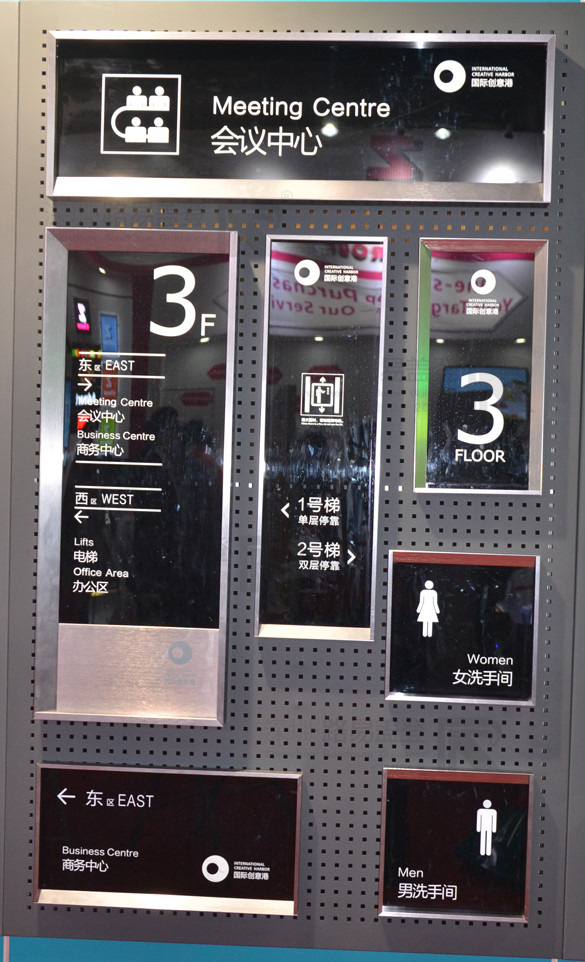 Meeting Centre
会议中心
INTERNATIONAL
CREATIVE HARBOR
国际创意港
3F
东区 EAST
→
Meeting Centre
会议中心
Business Centre
商务中心
西区 WEST
←
Lifts
电梯
Office Area
办公区
INTERNATIONAL
CREATIVE HARBOR
国际创意港
< 1号梯
单层停靠
2号梯 >
双层停靠
INTERNATIONAL
CREATIVE HARBOR
国际创意港
3
FLOOR
Women
女洗手间
← 东区 EAST
Business Centre
商务中心
INTERNATIONAL
CREATIVE HARBOR
国际创意港
Men
男洗手间